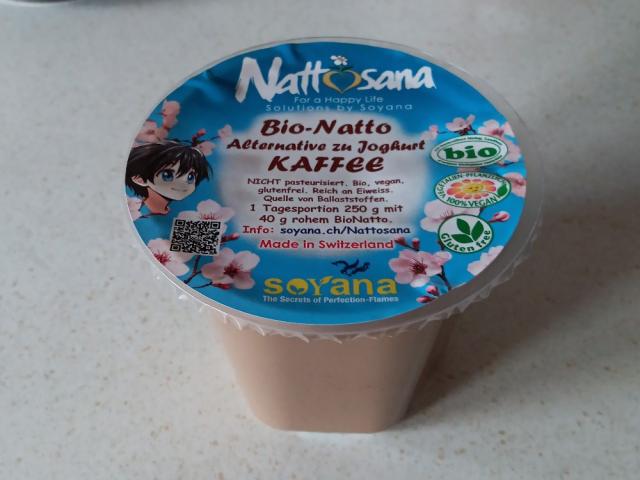 Nattosana
For a Happy Life
Solutions by Soyana
Bio-Natto
Alternative zu Joghurt
KAFFEE
NICHT pasteurisiert. Bio, vegan,
glutenfrei. Reich an Eiweiss.
Quelle von Ballaststoffen.
1 Tagesportion 250 g mit
40 g rohem BioNatto.
Info: soyana.ch/Nattosana
Made in Switzerland
soyana
The Secrets of Perfection-Flames
bio
100% VEGAN
Gluten free